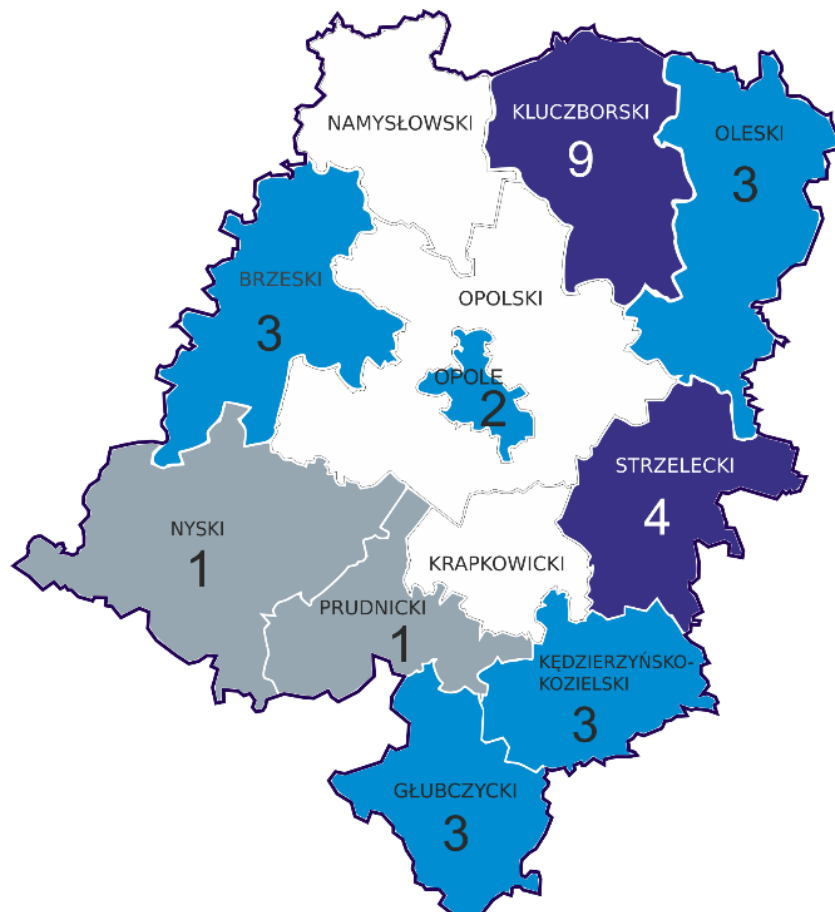 NAMYSŁOWSKI
KLUCZBORSKI
9
OLESKI
3
BRZESKI
3
OPOLSKI
OPOLE
2
STRZELECKI
4
NYSKI
1
KRAPKOWICKI
PRUDNICKI
1
KĘDZIERZYŃSKO-
KOZIELSKI
3
GŁUBCZYCKI
3